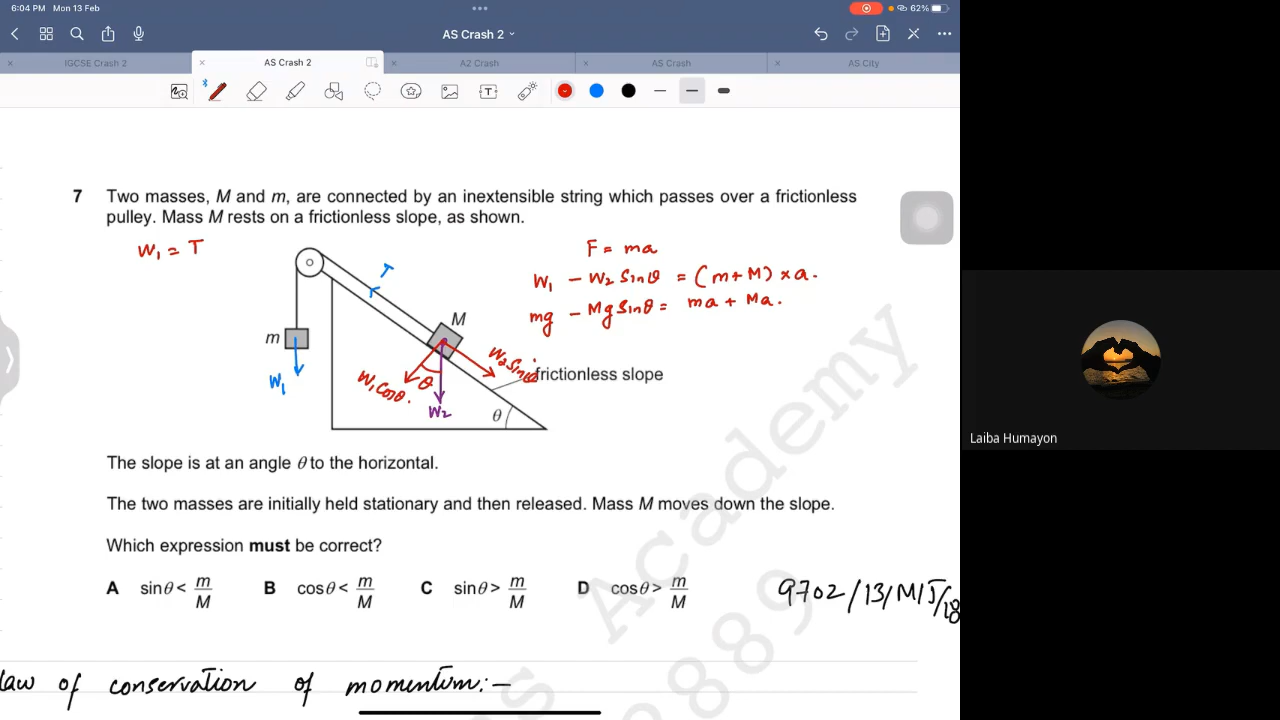 6:04 PM Mon 13 Feb
62%
AS Crash 2
IGCSE Crash 2
AS Crash 2
A2 Crash
AS Crash
AS City
7 Two masses, M and m, are connected by an inextensible string which passes over a frictionless
pulley. Mass M rests on a frictionless slope, as shown.
W₁ = T
F = ma
W₁ - W₂ Sinθ = (m+M) × a.
mg - Mg Sinθ = ma + Ma.
T
M
m
W₁
W₁ Cosθ.
θ
W₂
W₂ Sinθ
frictionless slope
θ
The slope is at an angle θ to the horizontal.
The two masses are initially held stationary and then released. Mass M moves down the slope.
Which expression must be correct?
A sinθ < m/M B cosθ < m/M C sinθ > m/M D cosθ > m/M
9702/13/M/J/18
law of conservation of momentum:-
Academy
889
Laiba Humayon